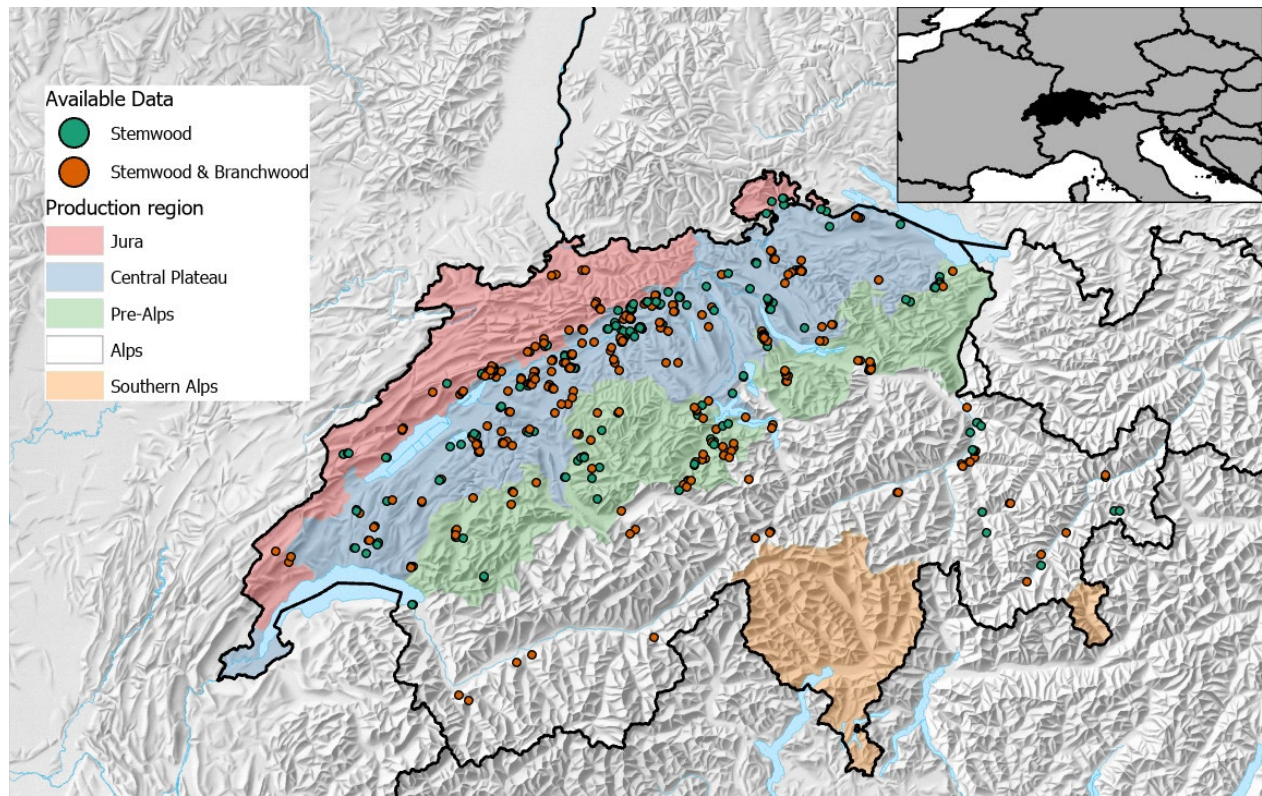 Available Data
Stemwood
Stemwood & Branchwood
Production region
Jura
Central Plateau
Pre-Alps
Alps
Southern Alps